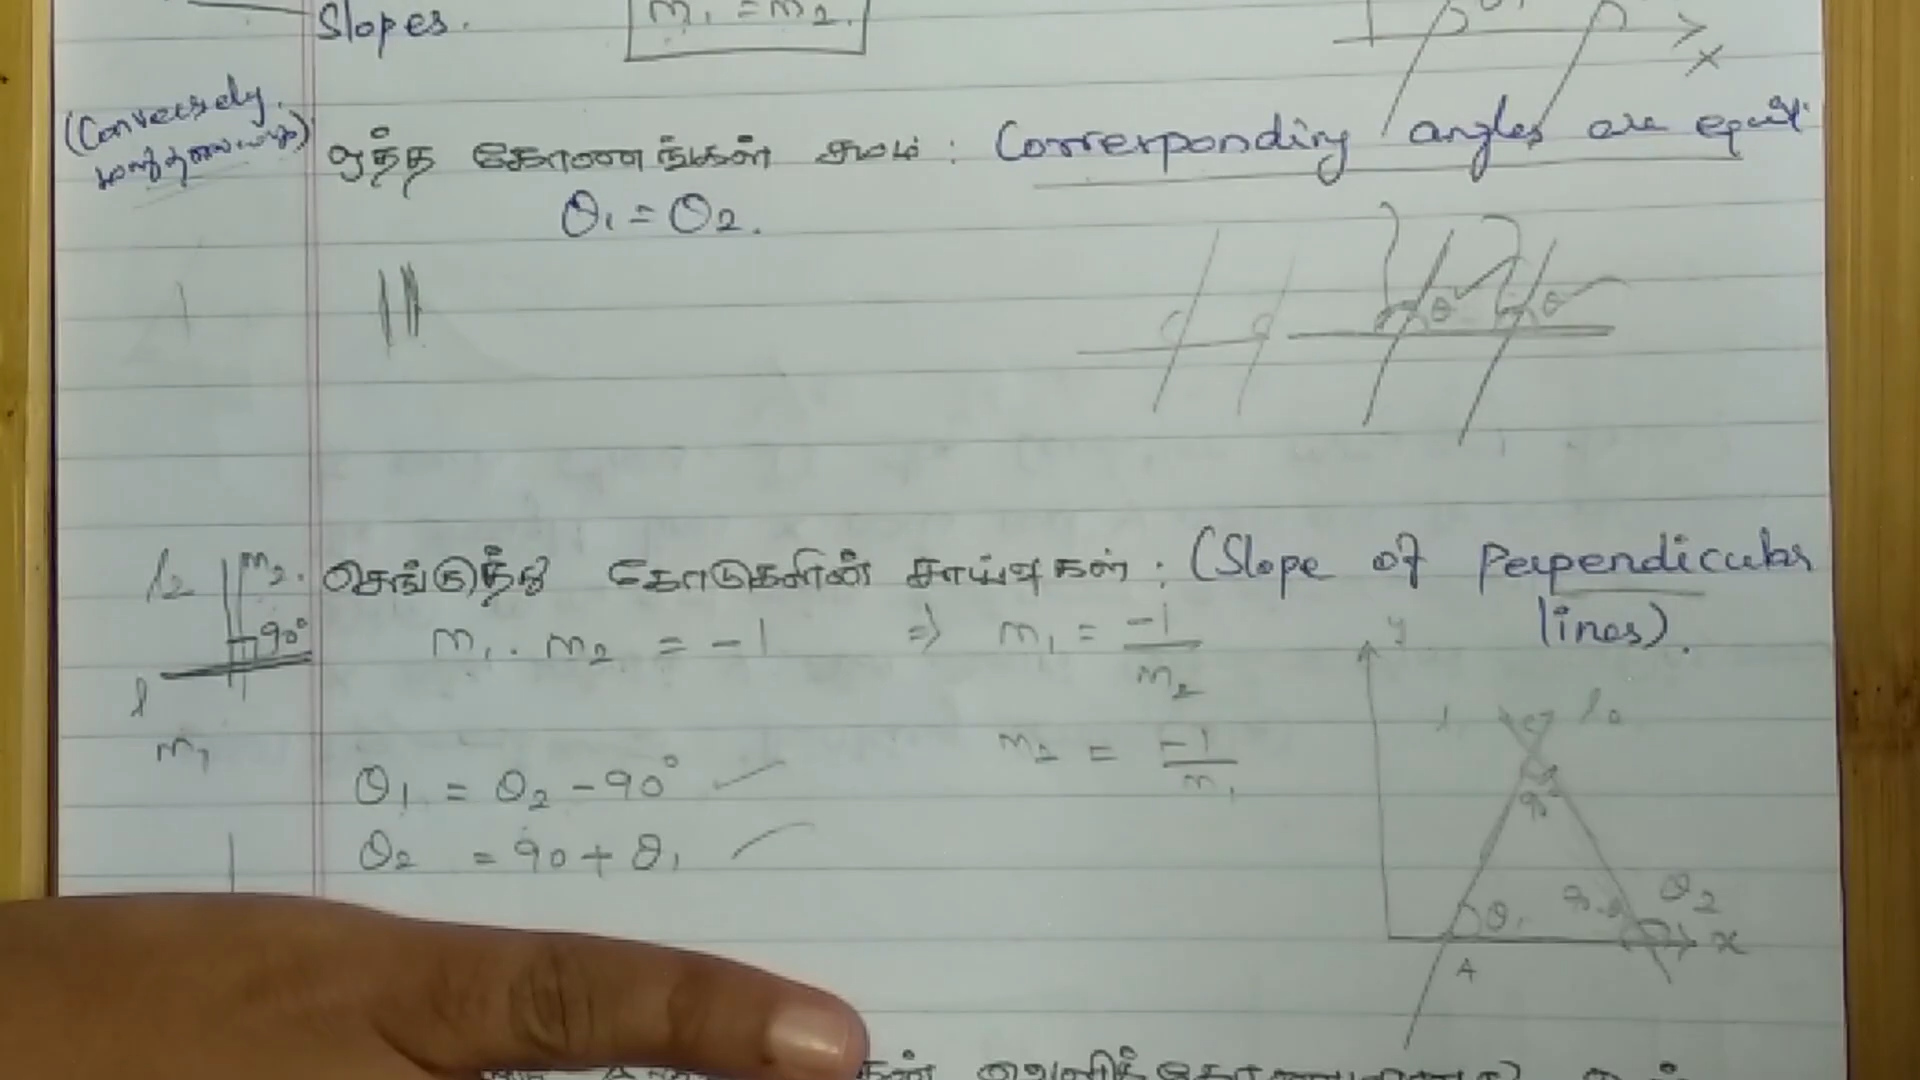 Slopes.
m₁ = m₂.
x
(Conversely
ஒத்த கோணங்கள் சமம் : Corresponding angles are equal
θ₁ = θ₂.
θ θ
l₂ m₂. 90°
l
m₁
செங்குத்து கோடுகளின் சாய்வுகள் : (Slope of Perpendicular
lines).
m₁ . m₂ = -1 ⇒ m₁ = -1/m₂
m₂ = -1/m₁
θ₁ = θ₂ - 90°
θ₂ = 90 + θ₁
y
90
θ₁ θ₂ x
A